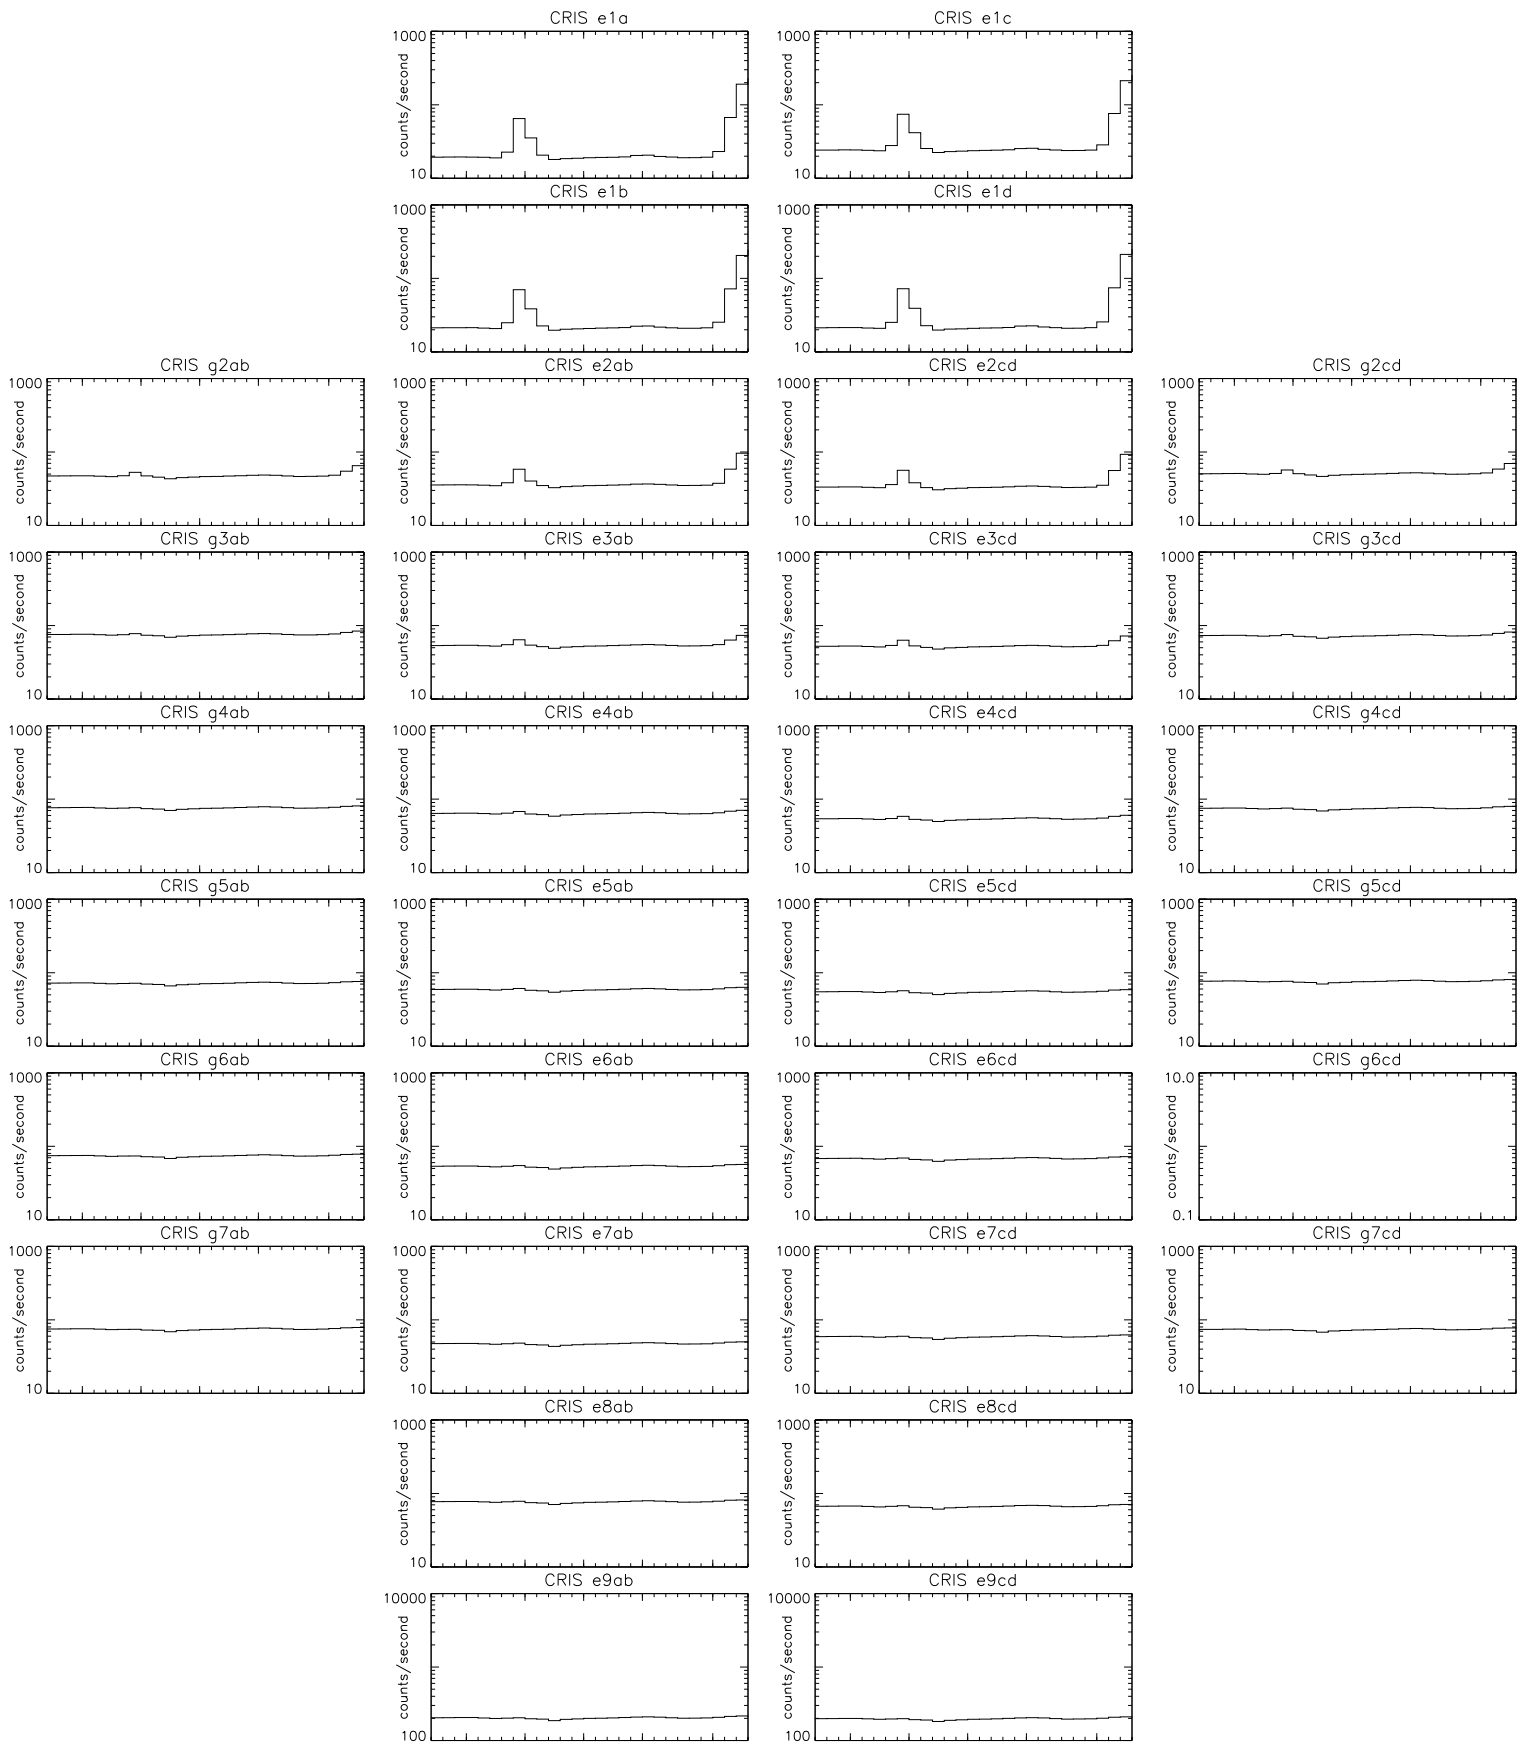 CRIS e1a
CRIS e1c
1000
counts/second
10
1000
counts/second
10
CRIS e1b
CRIS e1d
1000
counts/second
10
1000
counts/second
10
CRIS g2ab
CRIS e2ab
CRIS e2cd
CRIS g2cd
1000
counts/second
10
1000
counts/second
10
1000
counts/second
10
1000
counts/second
10
CRIS g3ab
CRIS e3ab
CRIS e3cd
CRIS g3cd
1000
counts/second
10
1000
counts/second
10
1000
counts/second
10
1000
counts/second
10
CRIS g4ab
CRIS e4ab
CRIS e4cd
CRIS g4cd
1000
counts/second
10
1000
counts/second
10
1000
counts/second
10
1000
counts/second
10
CRIS g5ab
CRIS e5ab
CRIS e5cd
CRIS g5cd
1000
counts/second
10
1000
counts/second
10
1000
counts/second
10
1000
counts/second
10
CRIS g6ab
CRIS e6ab
CRIS e6cd
CRIS g6cd
1000
counts/second
10
1000
counts/second
10
1000
counts/second
10
10.0
counts/second
0.1
CRIS g7ab
CRIS e7ab
CRIS e7cd
CRIS g7cd
1000
counts/second
10
1000
counts/second
10
1000
counts/second
10
1000
counts/second
10
CRIS e8ab
CRIS e8cd
1000
counts/second
10
1000
counts/second
10
CRIS e9ab
CRIS e9cd
10000
counts/second
100
10000
counts/second
100